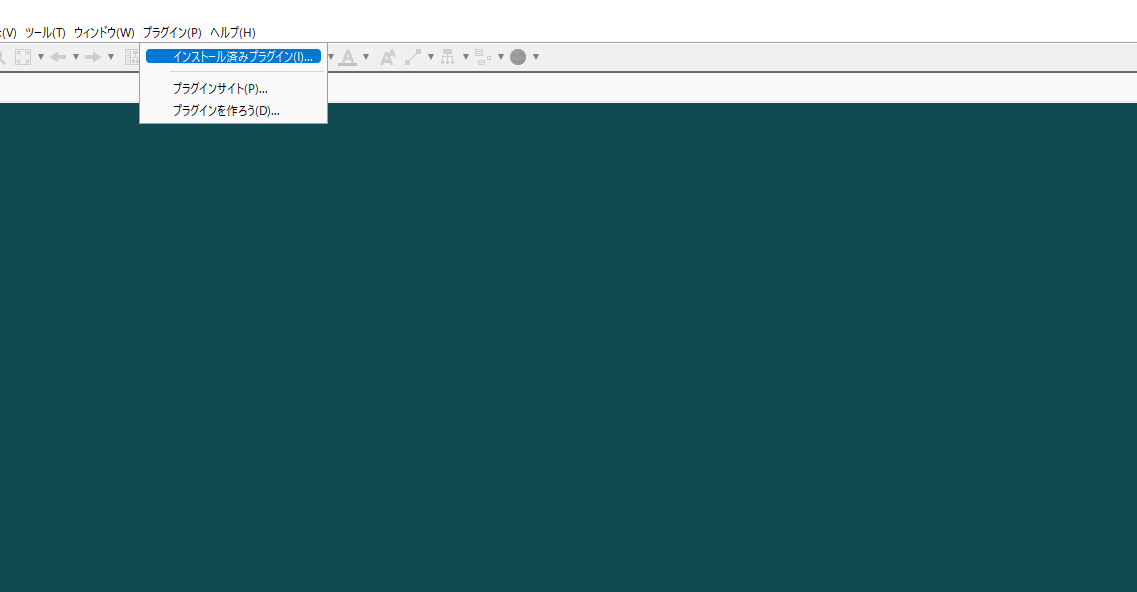 (V) ツール(T) ウィンドウ(W) プラグイン(P) ヘルプ(H)
インストール済みプラグイン(I)...
プラグインサイト(P)...
プラグインを作ろう(D)...